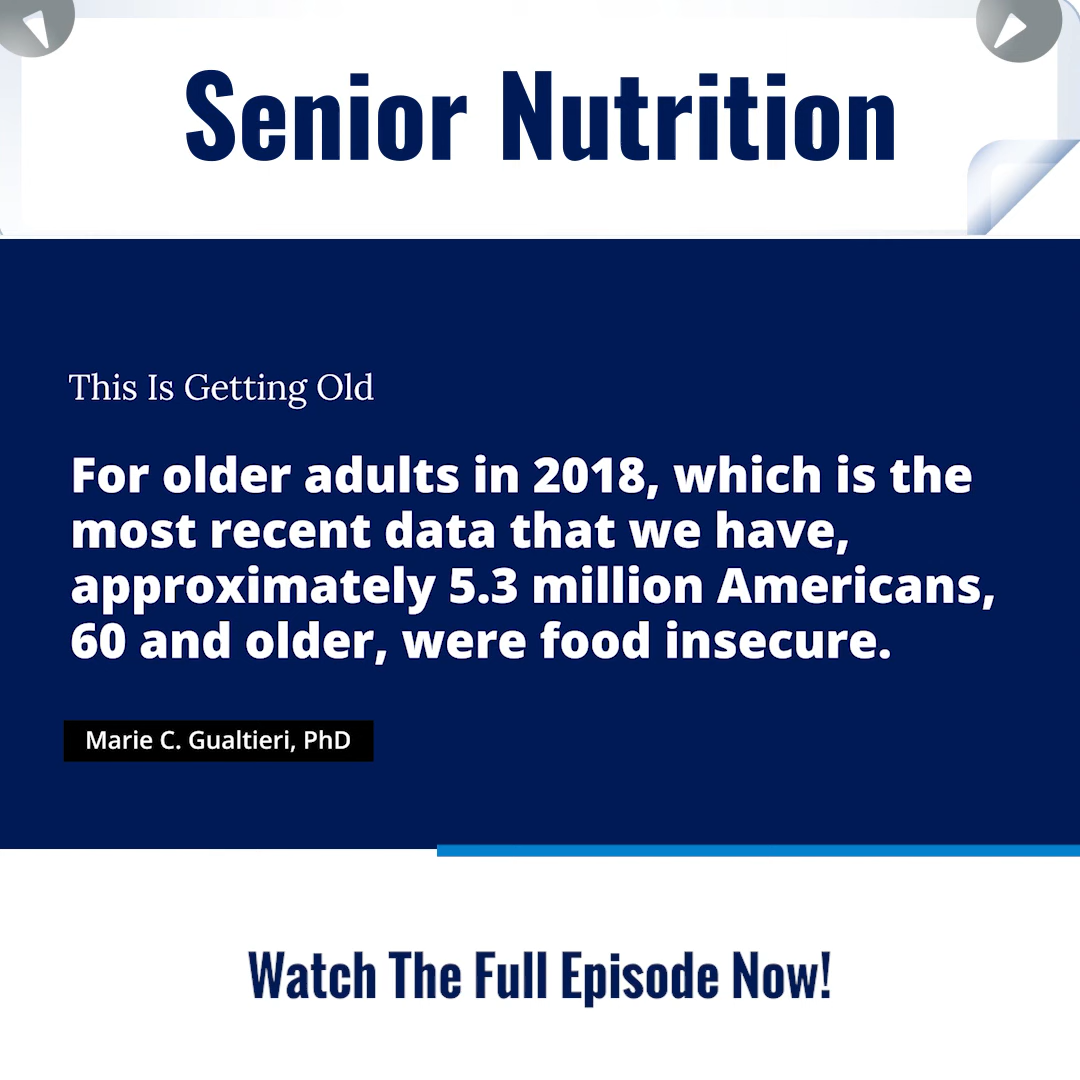 Senior Nutrition
This Is Getting Old
For older adults in 2018, which is the
most recent data that we have,
approximately 5.3 million Americans,
60 and older, were food insecure.
Marie C. Gualtieri, PhD
Watch The Full Episode Now!